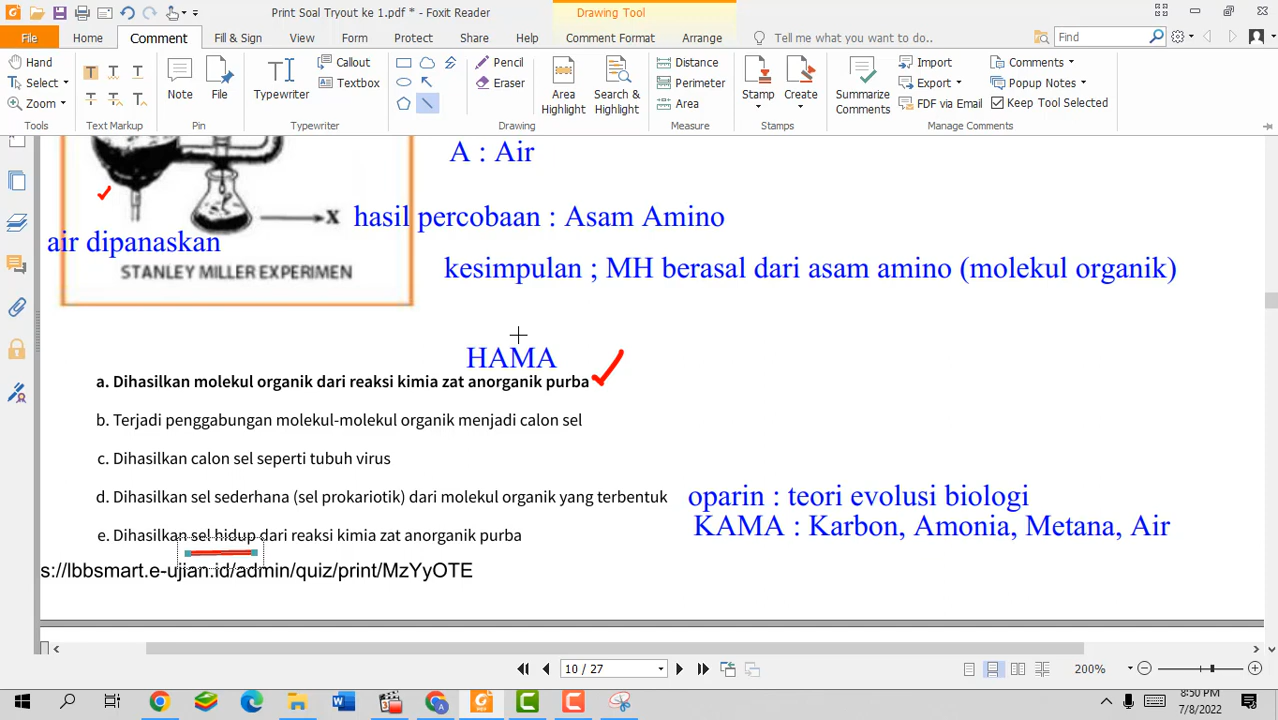 Print Soal Tryout ke 1.pdf * - Foxit Reader
Drawing Tool
File Home Comment Fill & Sign View Form Protect Share Help Comment Format Arrange Tell me what you want to do... Find
Hand
Select
Zoom
Tools
Text Markup
Note
File
Pin
Typewriter
Callout
Textbox
Typewriter
Pencil
Eraser
Drawing
Area Highlight
Search & Highlight
Distance
Perimeter
Area
Measure
Stamp
Create
Stamps
Summarize Comments
Import
Export
FDF via Email
Comments
Popup Notes
Keep Tool Selected
Manage Comments
A : Air
X
hasil percobaan : Asam Amino
air dipanaskan
STANLEY MILLER EXPERIMEN
kesimpulan ; MH berasal dari asam amino (molekul organik)
HAMA
a. Dihasilkan molekul organik dari reaksi kimia zat anorganik purba
b. Terjadi penggabungan molekul-molekul organik menjadi calon sel
c. Dihasilkan calon sel seperti tubuh virus
d. Dihasilkan sel sederhana (sel prokariotik) dari molekul organik yang terbentuk
oparin : teori evolusi biologi
KAMA : Karbon, Amonia, Metana, Air
e. Dihasilkan sel hidup dari reaksi kimia zat anorganik purba
s://lbbsmart.e-ujian.id/admin/quiz/print/MzYyOTE
10 / 27
200%
8:50 PM
7/8/2022